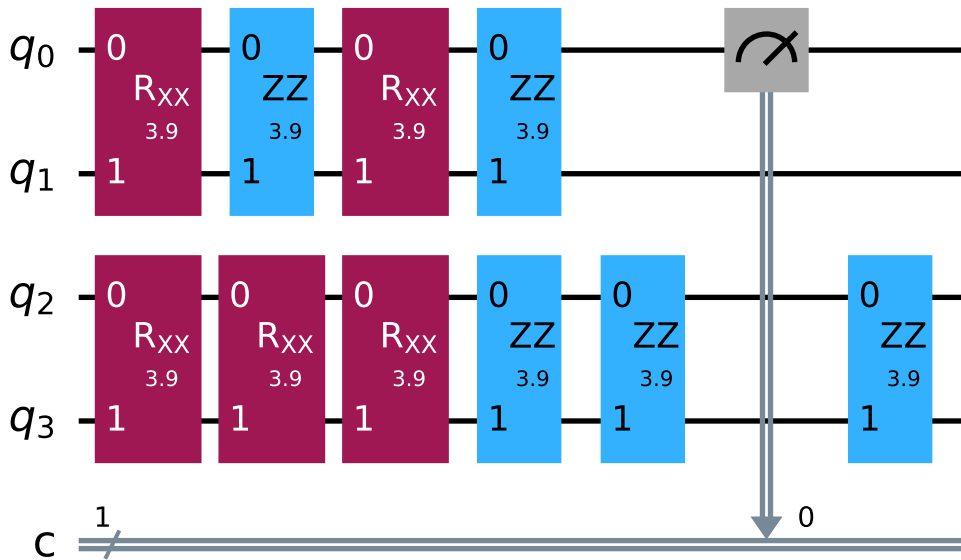 q0 0 0 0 0
RXX ZZ RXX ZZ
3.9 3.9 3.9 3.9
q1 1 1 1 1
q2 0 0 0 0 0 0
RXX RXX RXX ZZ ZZ ZZ
3.9 3.9 3.9 3.9 3.9 3.9
q3 1 1 1 1 1 1
1 0
c